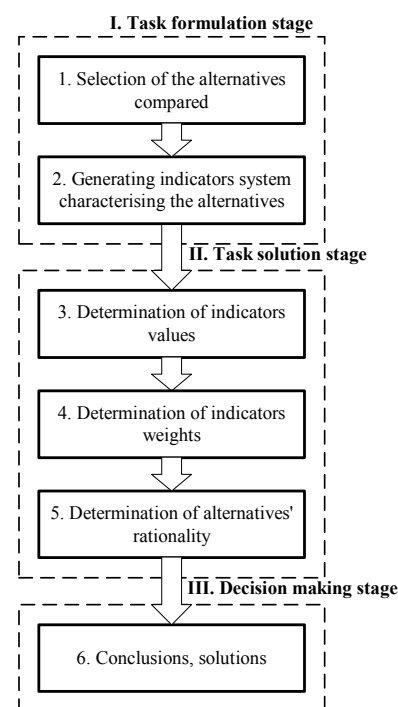 I. Task formulation stage
1. Selection of the alternatives
compared
2. Generating indicators system
characterising the alternatives
II. Task solution stage
3. Determination of indicators
values
4. Determination of indicators
weights
5. Determination of alternatives'
rationality
III. Decision making stage
6. Conclusions, solutions